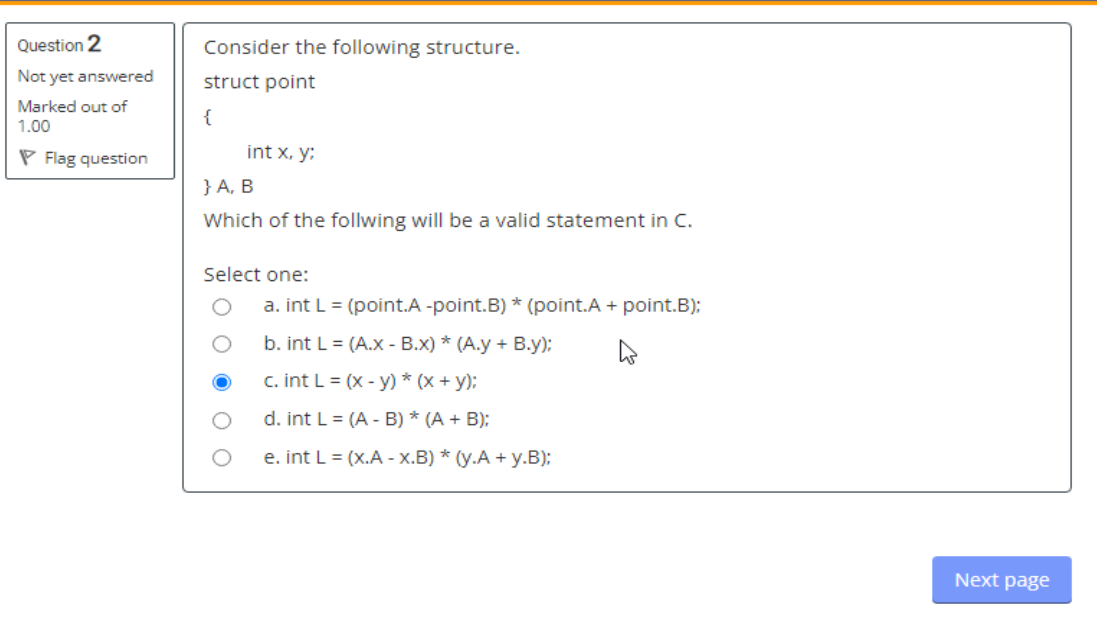 Question 2
Not yet answered
Marked out of
1.00
Flag question
Consider the following structure.
struct point
{
int x, y;
} A, B
Which of the follwing will be a valid statement in C.
Select one:
a. int L = (point.A -point.B) * (point.A + point.B);
b. int L = (A.x - B.x) * (A.y + B.y);
c. int L = (x - y) * (x + y);
d. int L = (A - B) * (A + B);
e. int L = (x.A - x.B) * (y.A + y.B);
Next page